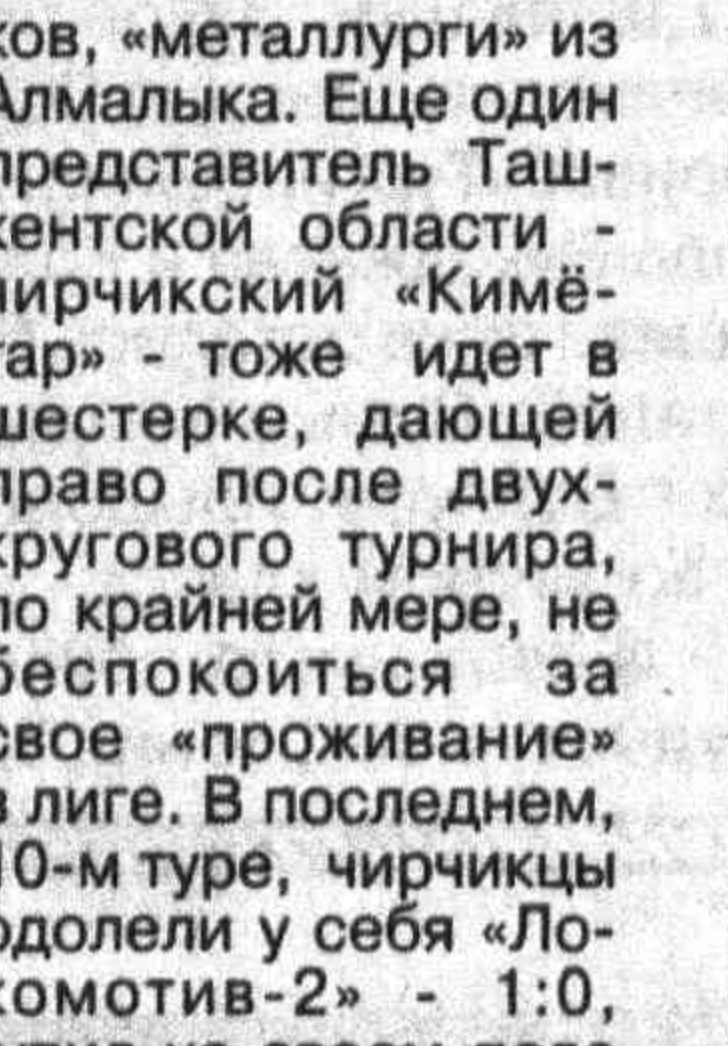 ков, «металлурги» из
Алмалыка. Еще один
представитель Таш-
кентской области -
чирчикский «Кимё-
гар» - тоже идет в
шестерке, дающей
право после двух-
кругового турнира,
по крайней мере, не
беспокоиться за
свое «проживание»
в лиге. В последнем,
10-м туре, чирчикцы
одолели у себя «Ло-
комотив-2» - 1:0,